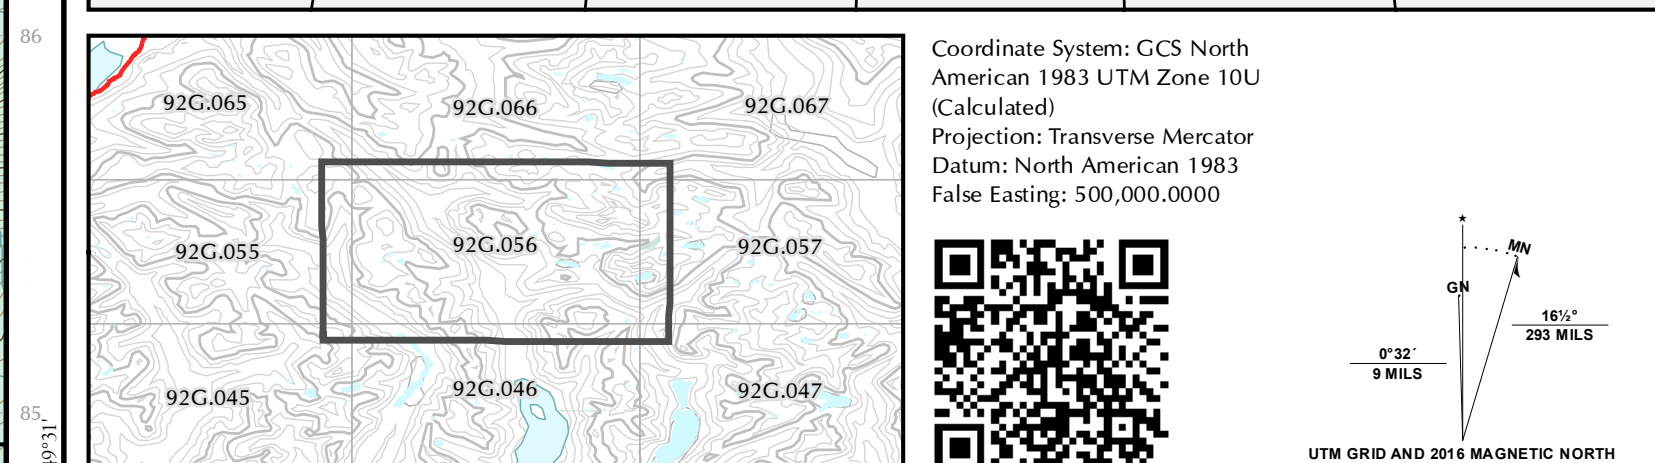 86
85
49°31'
92G.065
92G.066
92G.067
92G.055
92G.056
92G.057
92G.045
92G.046
92G.047
Coordinate System: GCS North
American 1983 UTM Zone 10U
(Calculated)
Projection: Transverse Mercator
Datum: North American 1983
False Easting: 500,000.0000
MN
GN
16½°
293 MILS
0°32´
9 MILS
UTM GRID AND 2016 MAGNETIC NORTH